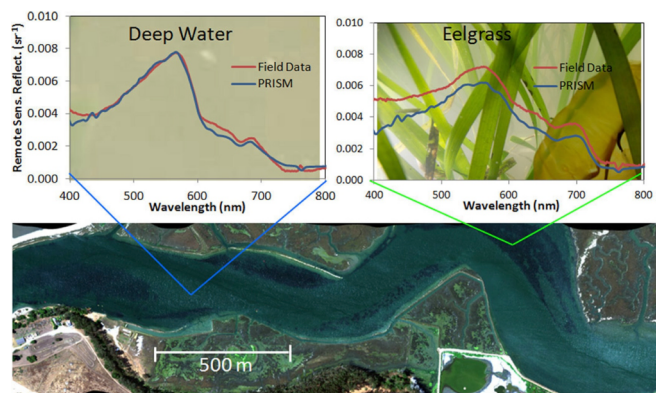 Deep Water
Remote Sens. Reflect. (sr⁻¹)
0.010
0.008
0.006
0.004
0.002
0.000
Field Data
PRISM
400 500 600 700 800
Wavelength (nm)
Eelgrass
0.010
0.008
0.006
0.004
0.002
0.000
Field Data
PRISM
400 500 600 700 800
Wavelength (nm)
500 m